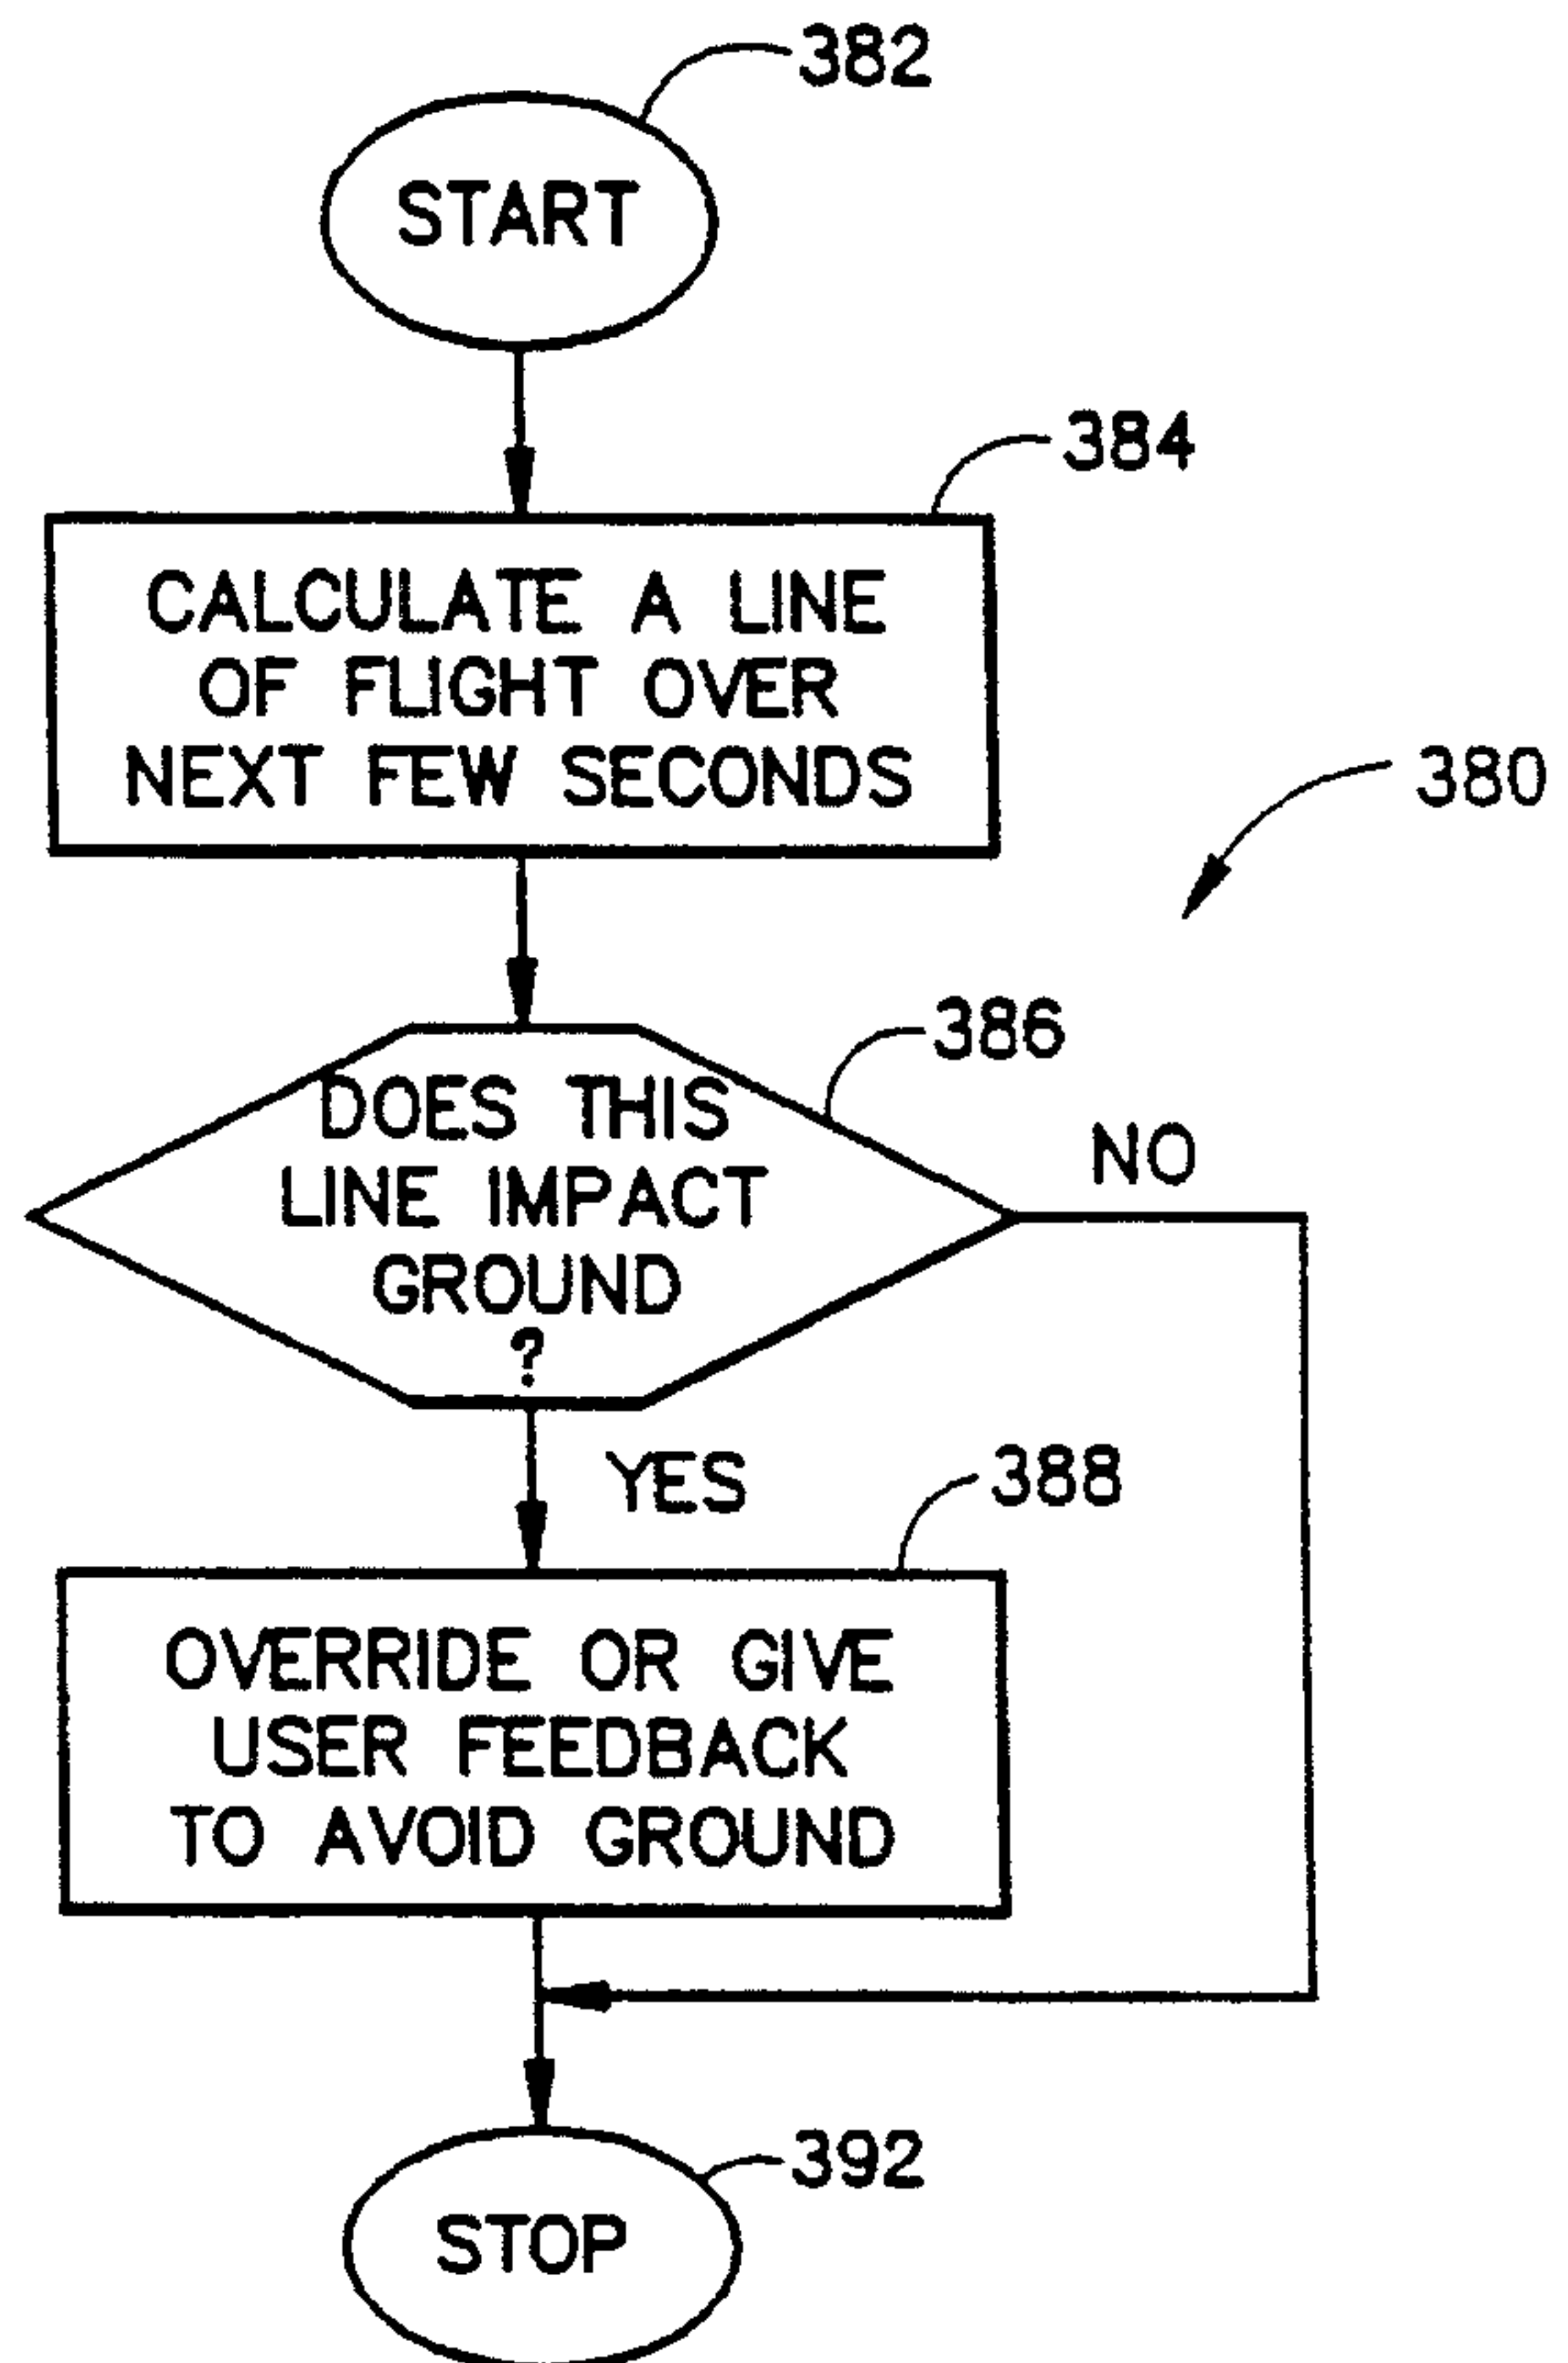 382
START
384
CALCULATE A LINE
OF FLIGHT OVER
NEXT FEW SECONDS
380
386
DOES THIS
LINE IMPACT
GROUND
?
NO
YES
388
OVERRIDE OR GIVE
USER FEEDBACK
TO AVOID GROUND
392
STOP